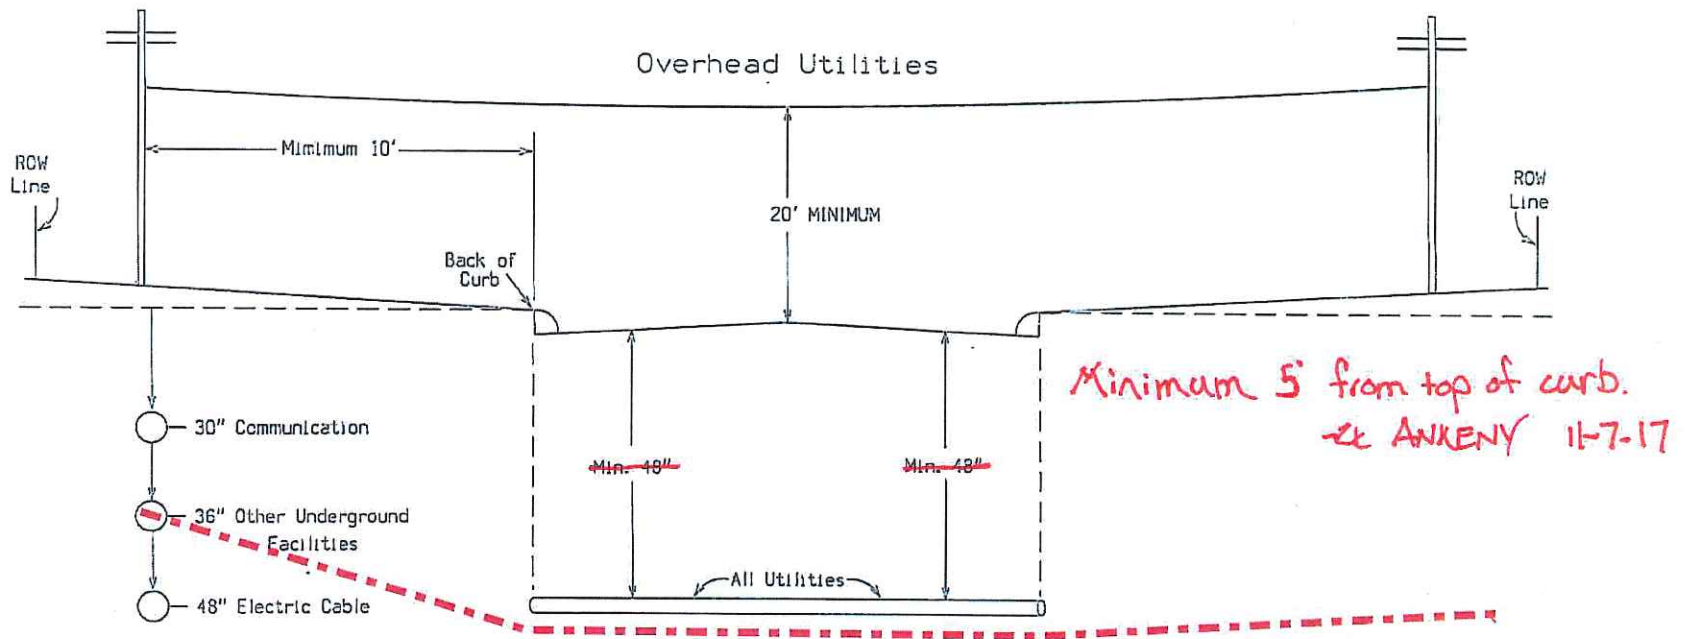 Overhead Utilities
Mimimum 10'
ROW
Line
20' MINIMUM
ROW
Line
Back of
Curb
Minimum 5' from top of curb.
ANKENY 11-7-17
30" Communication
Min. 48"
Min. 48"
36" Other Underground
Facilities
All Utilities
48" Electric Cable